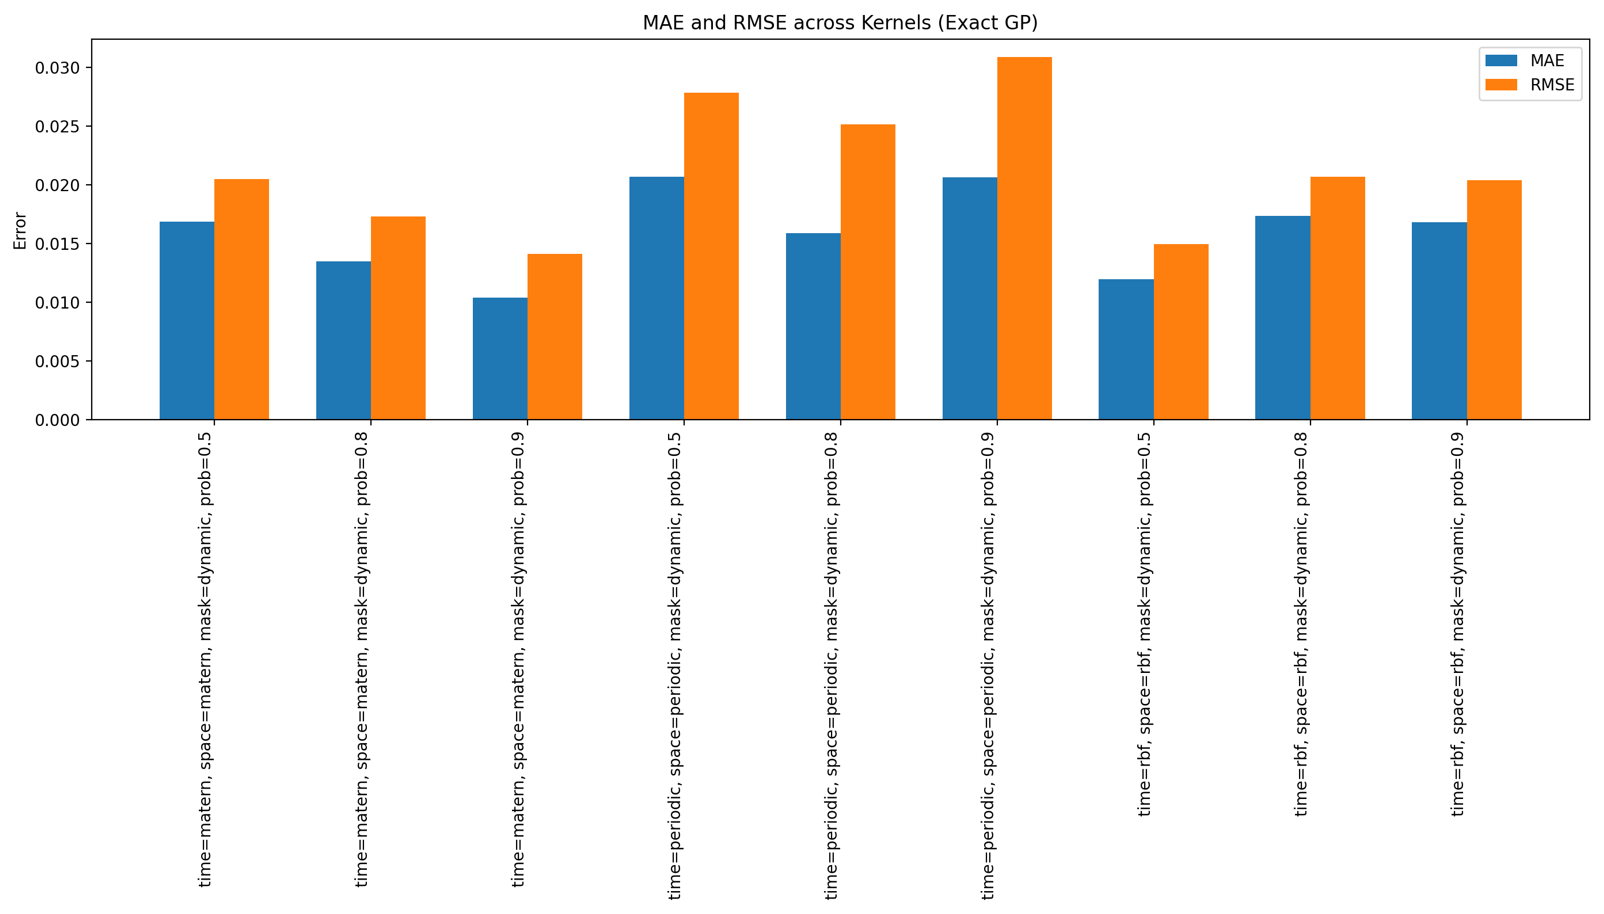 MAE and RMSE across Kernels (Exact GP)
MAE
RMSE
Error
0.030
0.025
0.020
0.015
0.010
0.005
0.000
time=matern, space=matern, mask=dynamic, prob=0.5
time=matern, space=matern, mask=dynamic, prob=0.8
time=matern, space=matern, mask=dynamic, prob=0.9
time=periodic, space=periodic, mask=dynamic, prob=0.5
time=periodic, space=periodic, mask=dynamic, prob=0.8
time=periodic, space=periodic, mask=dynamic, prob=0.9
time=rbf, space=rbf, mask=dynamic, prob=0.5
time=rbf, space=rbf, mask=dynamic, prob=0.8
time=rbf, space=rbf, mask=dynamic, prob=0.9